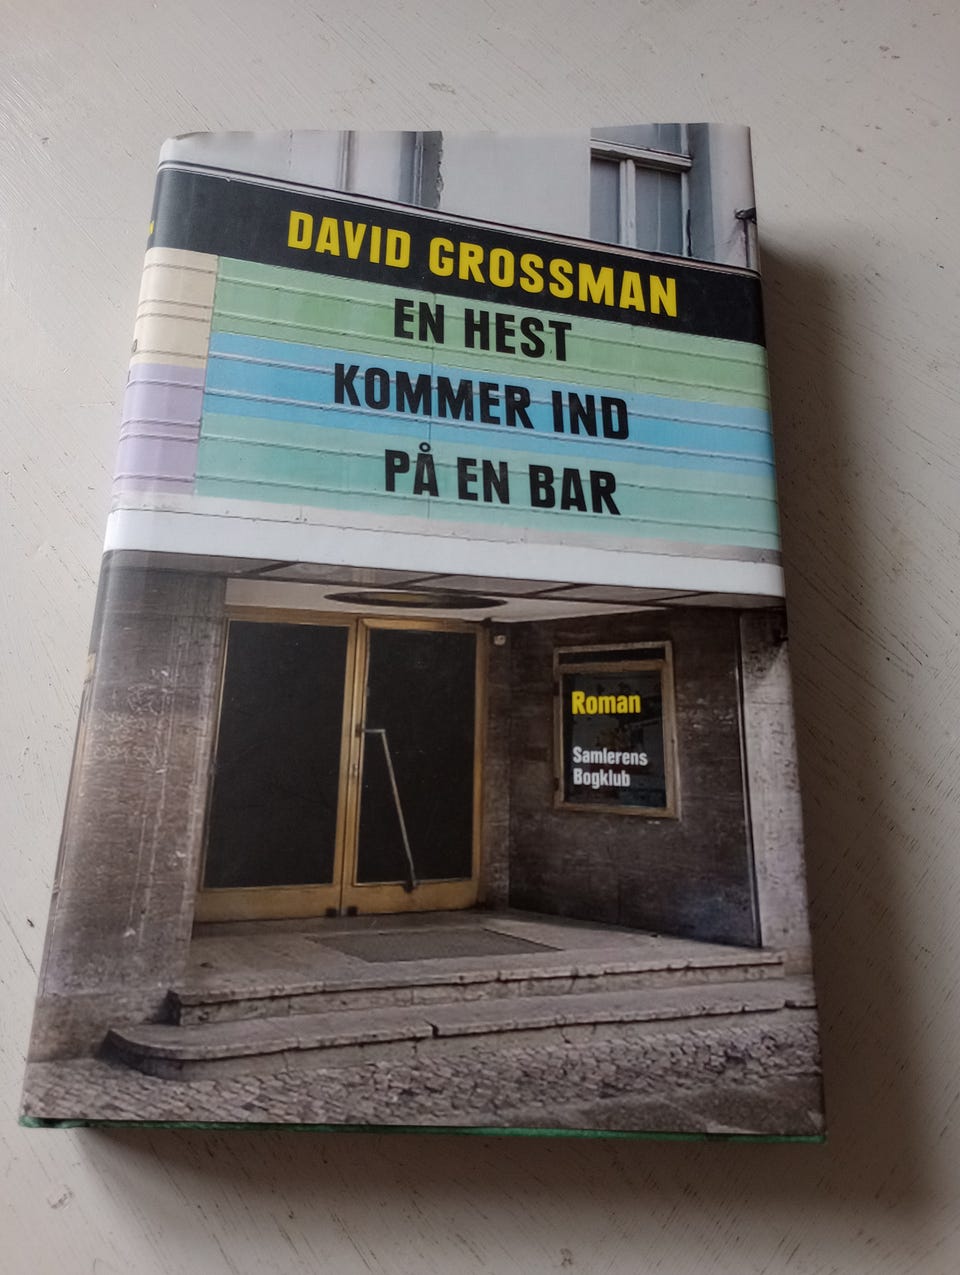 DAVID GROSSMAN
EN HEST
KOMMER IND
PÅ EN BAR
Roman
Samlerens
Bogklub